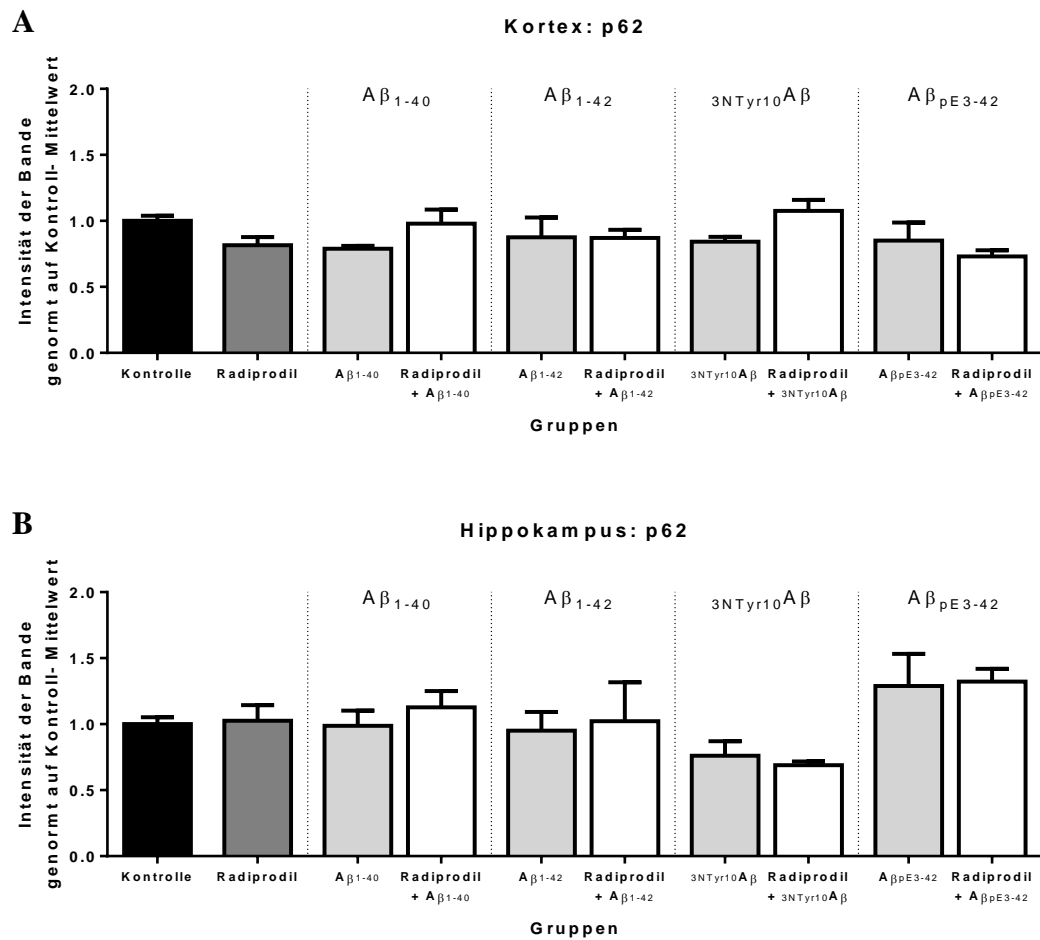 A
Kortex: p62
Intensität der Bande
genormt auf Kontroll- Mittelwert
2.0
1.5
1.0
0.5
0.0
Aβ1-40 Aβ1-42 3NTyr10Aβ AβpE3-42
Kontrolle Radiprodil Aβ1-40 Radiprodil Aβ1-42 Radiprodil 3NTyr10Aβ Radiprodil AβpE3-42 Radiprodil
+ Aβ1-40 + Aβ1-42 + 3NTyr10Aβ + AβpE3-42
Gruppen
B
Hippokampus: p62
Intensität der Bande
genormt auf Kontroll- Mittelwert
2.0
1.5
1.0
0.5
0.0
Aβ1-40 Aβ1-42 3NTyr10Aβ AβpE3-42
Kontrolle Radiprodil Aβ1-40 Radiprodil Aβ1-42 Radiprodil 3NTyr10Aβ Radiprodil AβpE3-42 Radiprodil
+ Aβ1-40 + Aβ1-42 + 3NTyr10Aβ + AβpE3-42
Gruppen